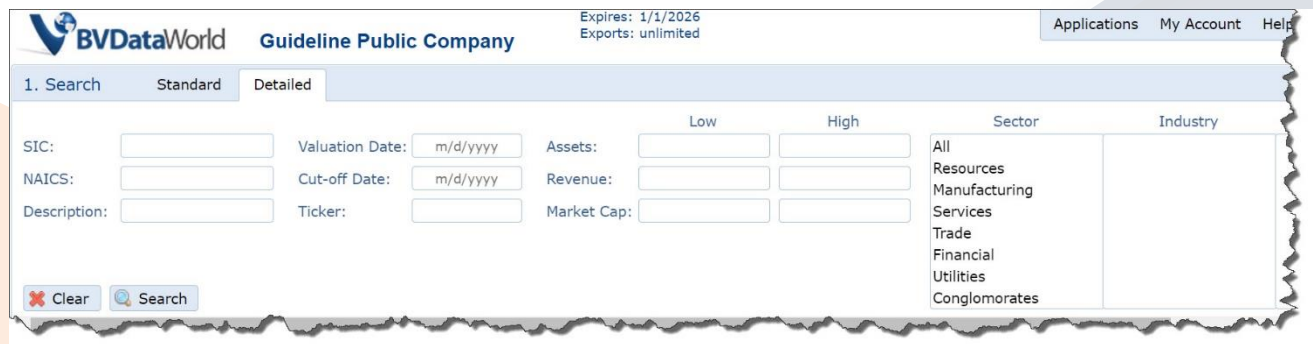 BVDataWorld
Guideline Public Company
Expires: 1/1/2026
Exports: unlimited
Applications My Account Help
1. Search Standard Detailed
Low High Sector Industry
SIC: Valuation Date: m/d/yyyy Assets: All
Resources
NAICS: Cut-off Date: m/d/yyyy Revenue: Manufacturing
Description: Ticker: Market Cap: Services
Trade
Financial
Utilities
Clear Search Conglomorates